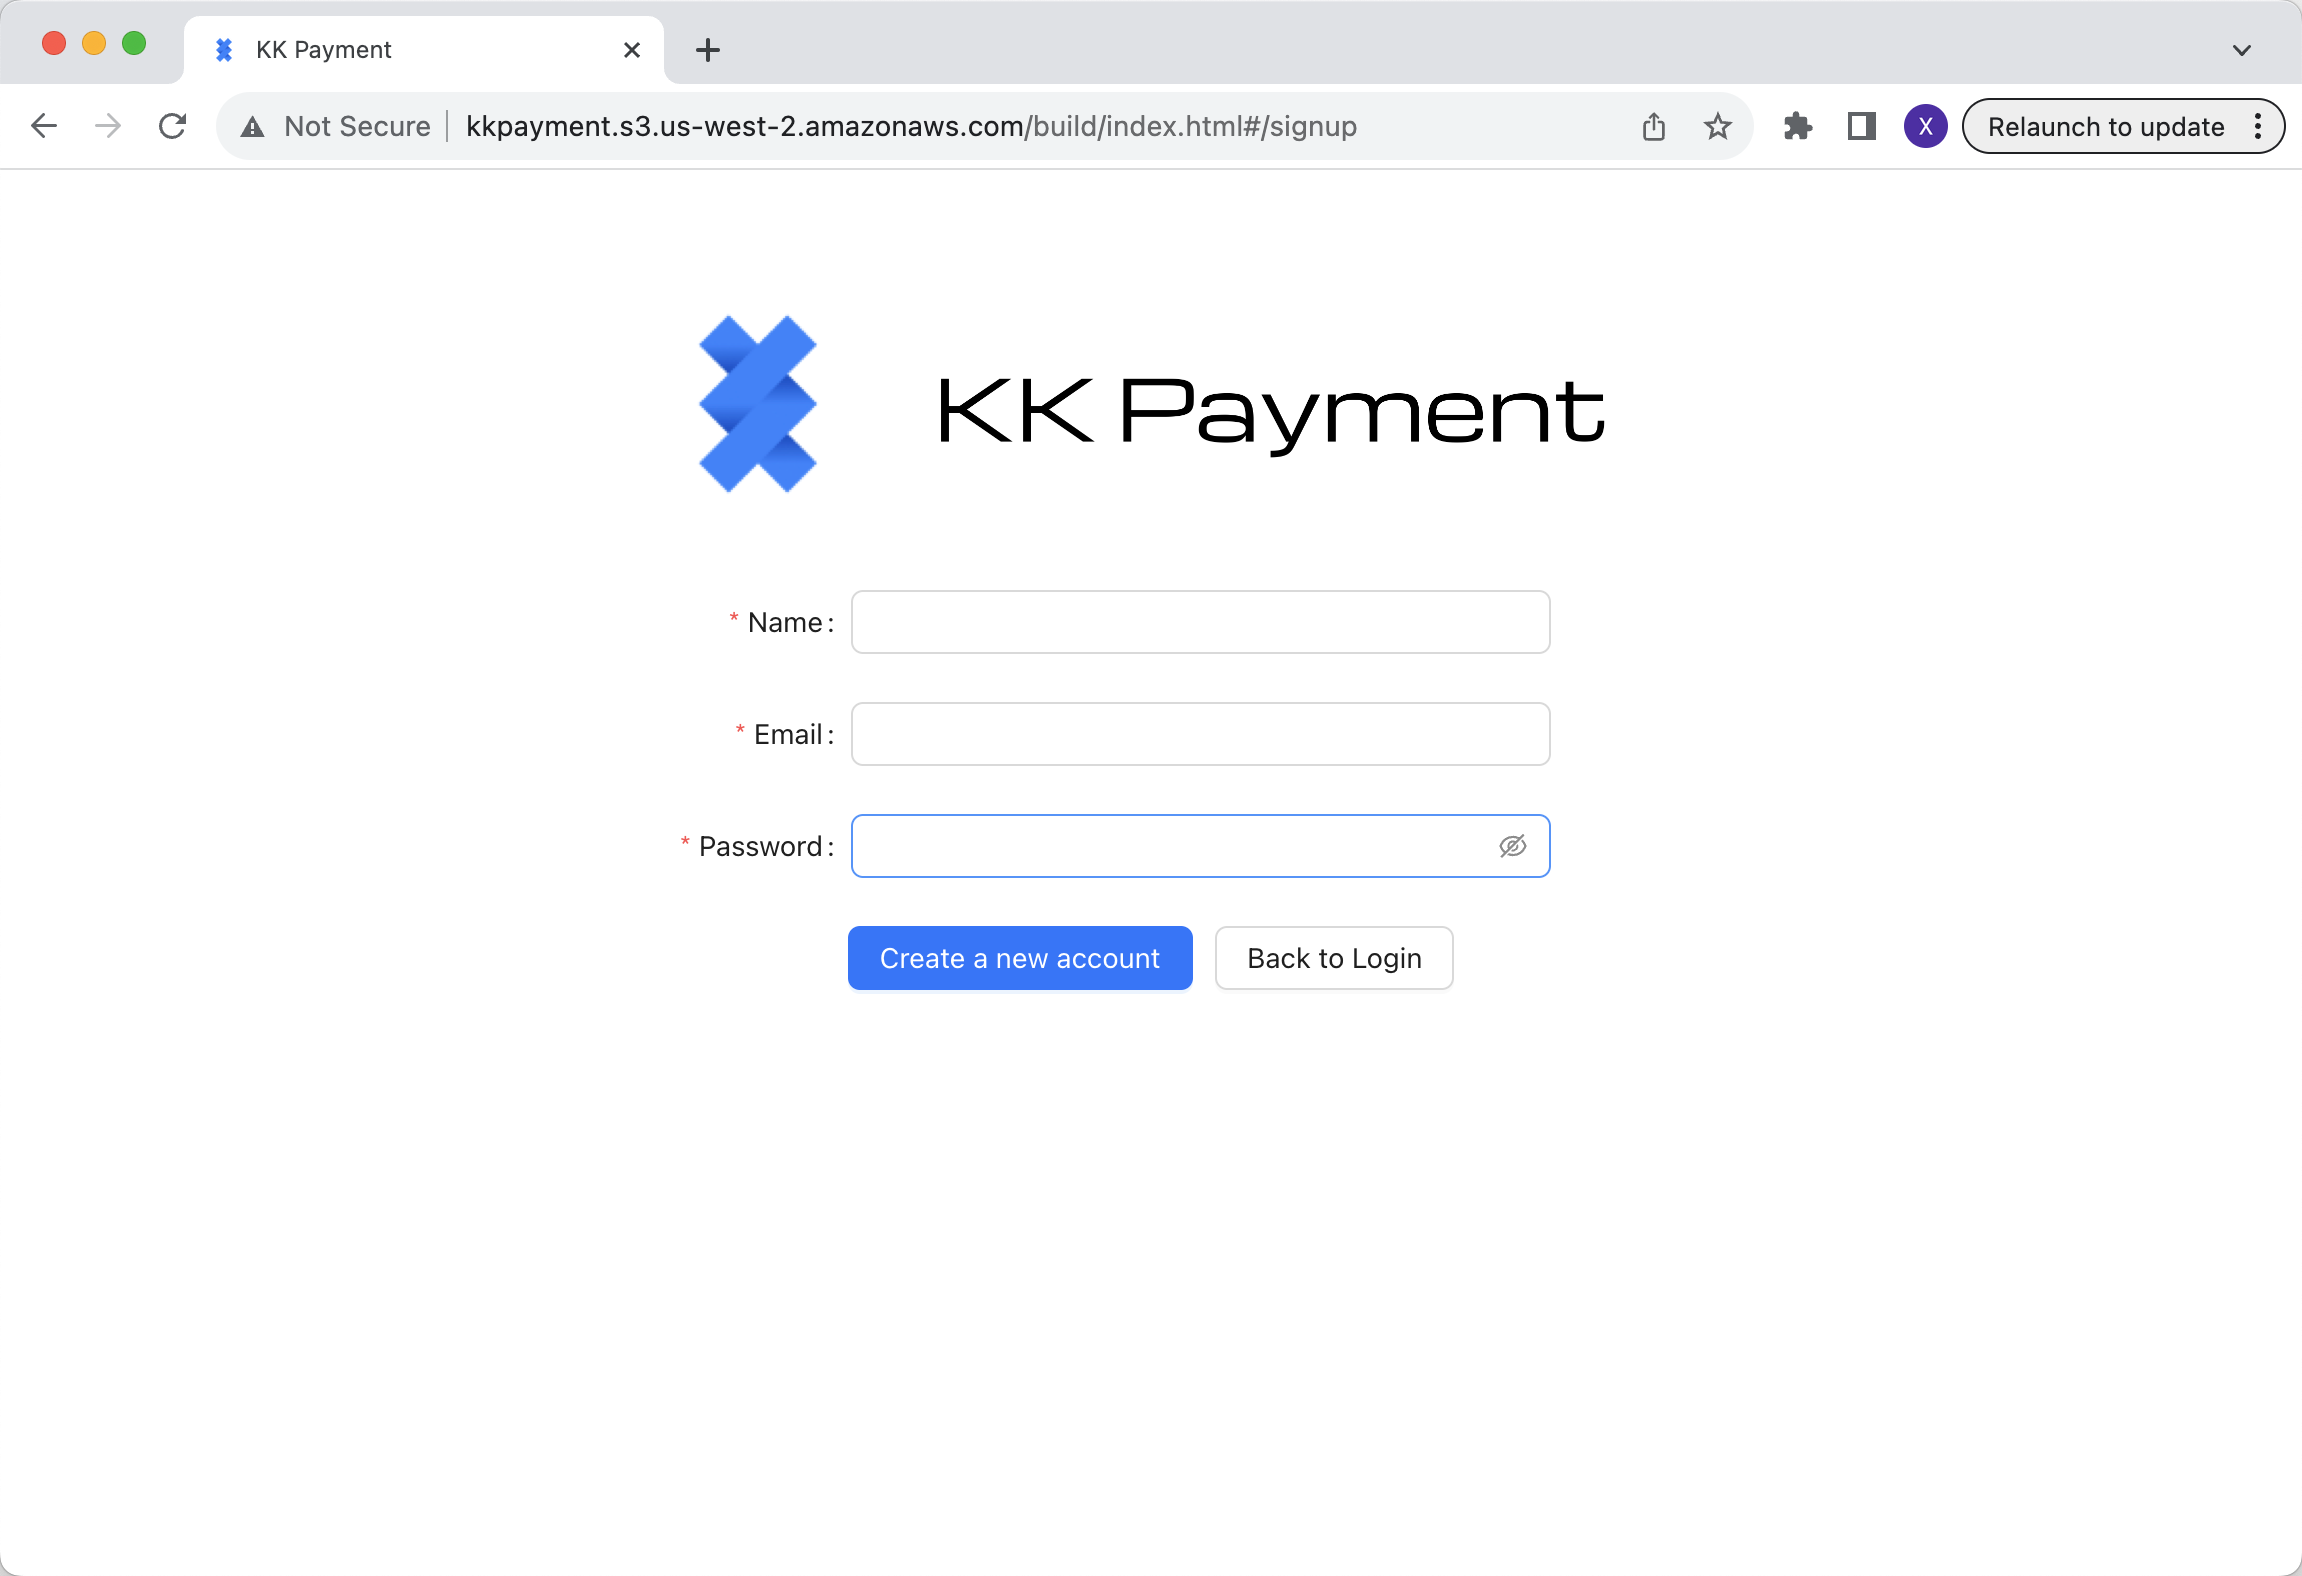 KK Payment
Not Secure
kkpayment.s3.us-west-2.amazonaws.com/build/index.html#/signup
X
Relaunch to update
KK Payment
* Name:
* Email:
* Password:
Create a new account
Back to Login